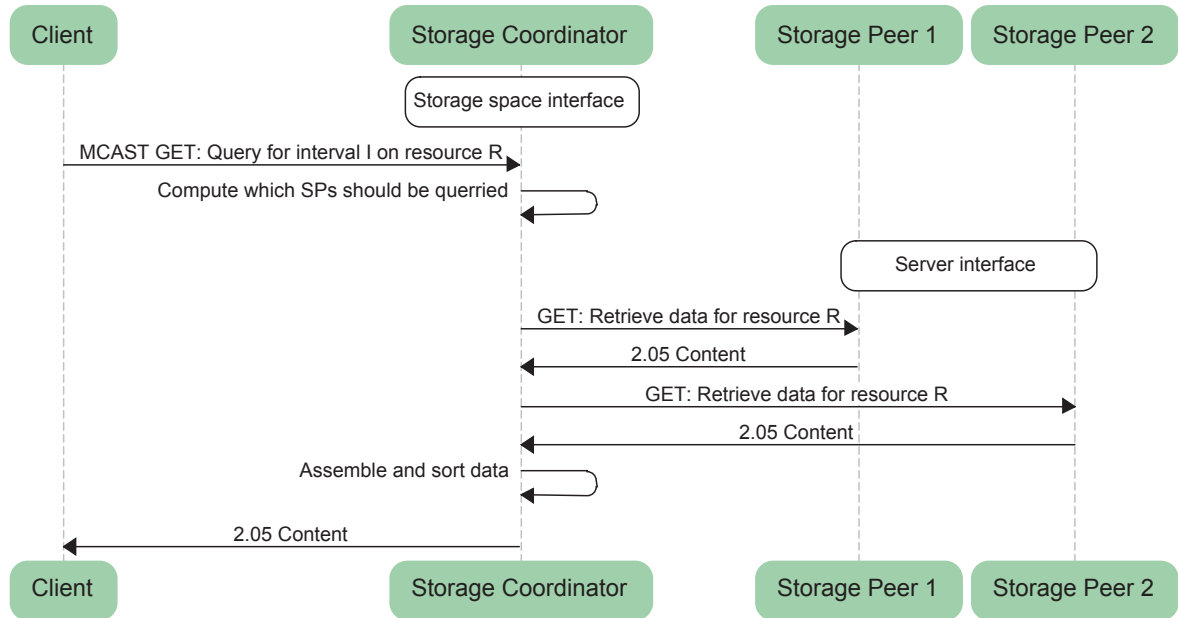 Client
Storage Coordinator
Storage Peer 1
Storage Peer 2
Storage space interface
MCAST GET: Query for interval I on resource R
Compute which SPs should be querried
Server interface
GET: Retrieve data for resource R
2.05 Content
GET: Retrieve data for resource R
2.05 Content
Assemble and sort data
2.05 Content
Client
Storage Coordinator
Storage Peer 1
Storage Peer 2